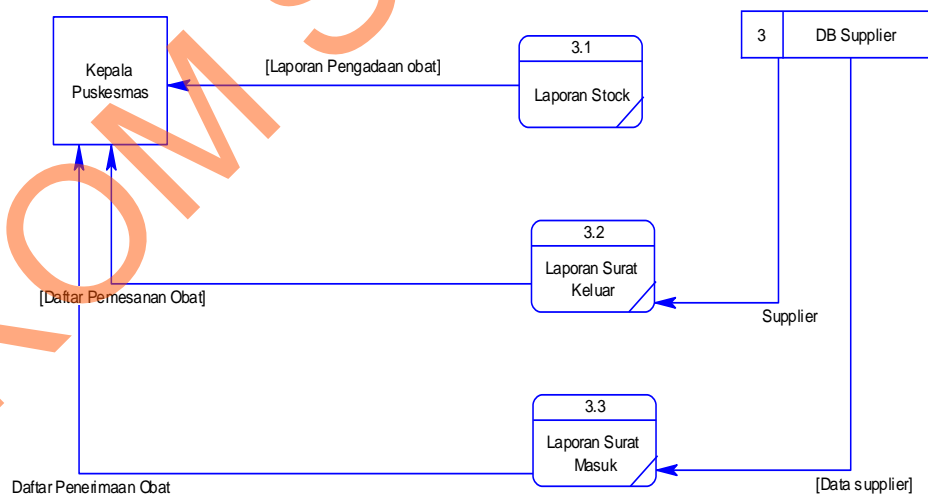 3.1
3 DB Supplier
Kepala
Puskesmas
[Laporan Pengadaan obat]
Laporan Stock
3.2
Laporan Surat
Keluar
[Daftar Pemesanan Obat]
Supplier
3.3
Laporan Surat
Masuk
Daftar Penerimaan Obat
[Data supplier]
OM S